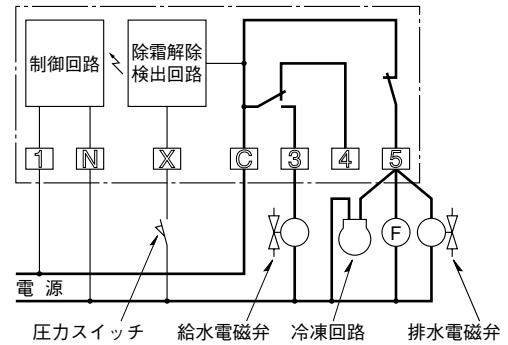 制御回路
除霜解除
検出回路
1 N X C 3 4 5
F
電 源
圧力スイッチ 給水電磁弁 冷凍回路 排水電磁弁